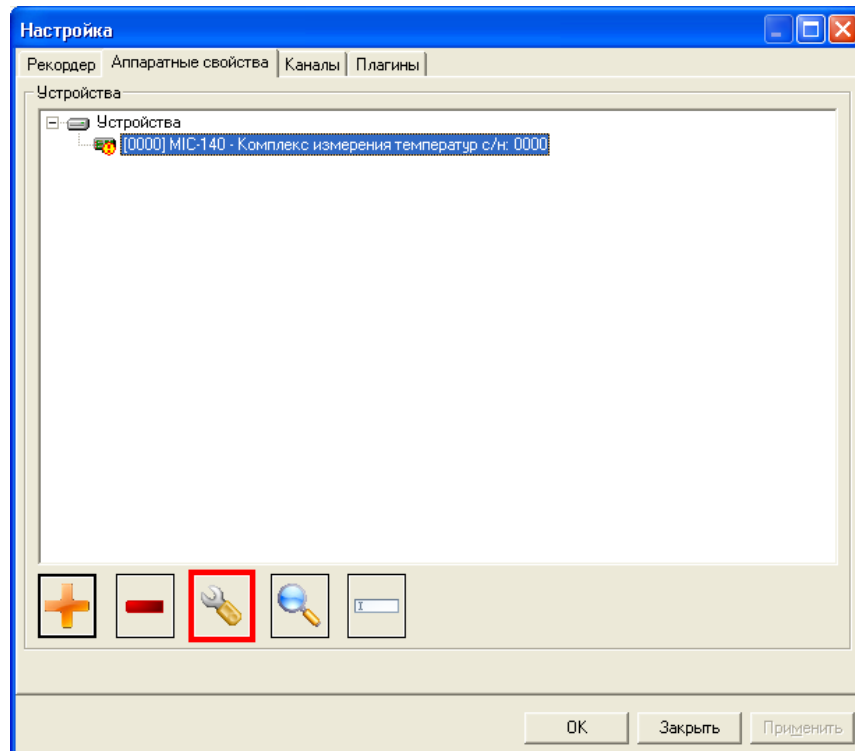 Настройка
Рекордер Аппаратные свойства Каналы Плагины
Устройства
Устройства
[0000] MIC-140 - Комплекс измерения температур с/н: 0000
OK Закрыть Применить